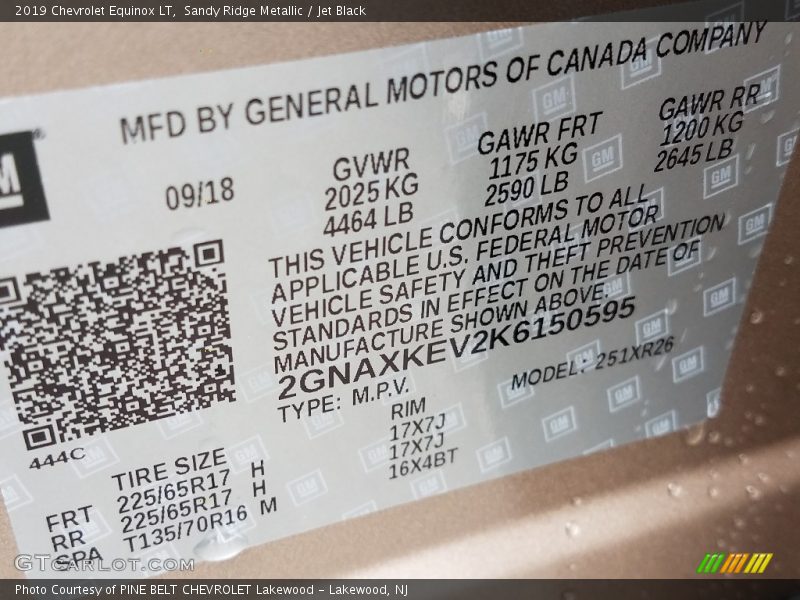 2019 Chevrolet Equinox LT, Sandy Ridge Metallic / Jet Black
MFD BY GENERAL MOTORS OF CANADA COMPANY
GM
09/18
GVWR
2025 KG
4464 LB
GAWR FRT
1175 KG
2590 LB
GAWR RR
1200 KG
2645 LB
THIS VEHICLE CONFORMS TO ALL
APPLICABLE U.S. FEDERAL MOTOR
VEHICLE SAFETY AND THEFT PREVENTION
STANDARDS IN EFFECT ON THE DATE OF
MANUFACTURE SHOWN ABOVE.
2GNAXKEV2K6150595
TYPE: M.P.V.
MODEL: 251XR26
444C
TIRE SIZE
RIM
FRT 225/65R17 H 17X7J
RR 225/65R17 H 17X7J
SPA T135/70R16 M 16X4BT
GTCarLot.com
Photo Courtesy of PINE BELT CHEVROLET Lakewood - Lakewood, NJ